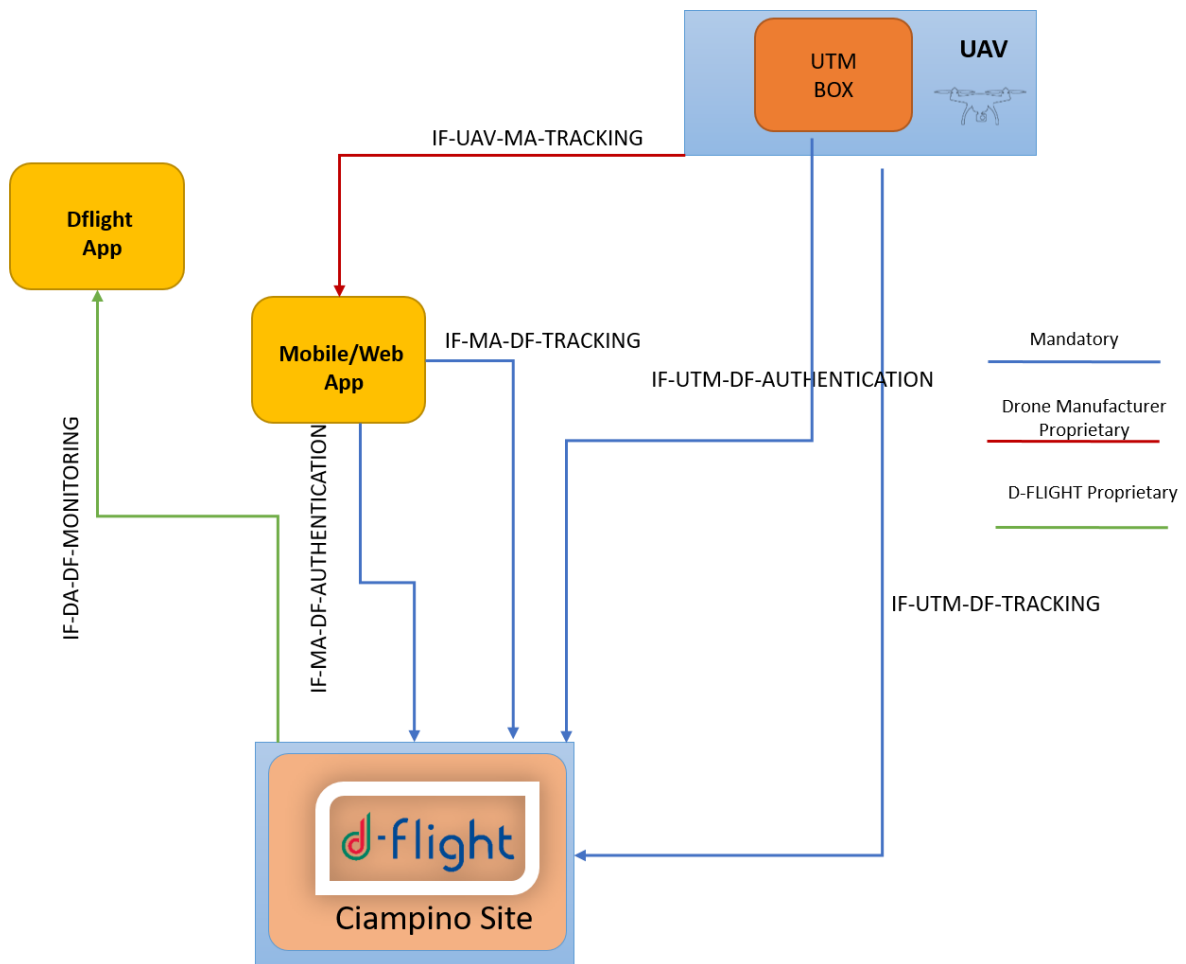 UTM
BOX
UAV
IF-UAV-MA-TRACKING
Dflight
App
Mobile/Web
App
IF-MA-DF-TRACKING
IF-UTM-DF-AUTHENTICATION
Mandatory
Drone Manufacturer
Proprietary
D-FLIGHT Proprietary
IF-DA-DF-MONITORING
IF-MA-DF-AUTHENTICATION
IF-UTM-DF-TRACKING
d-flight
Ciampino Site